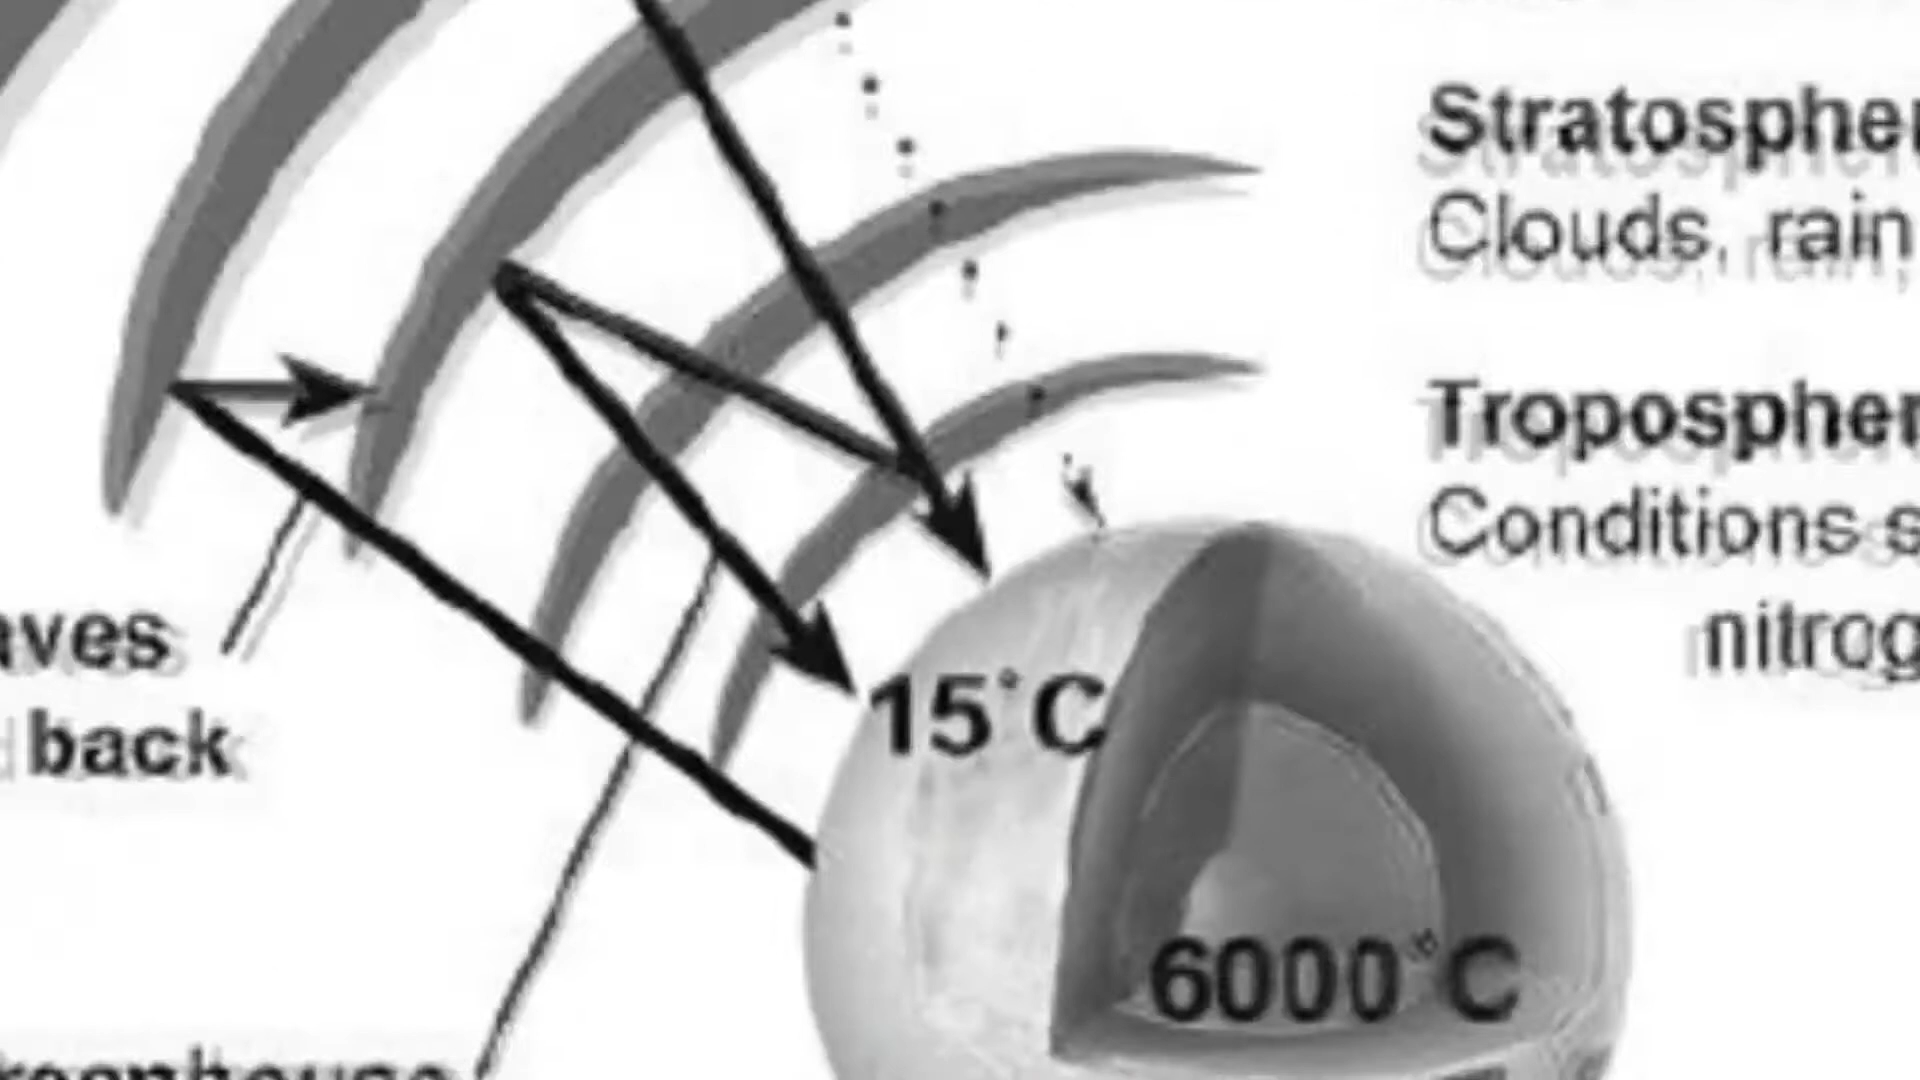 Stratospher
Clouds, rain,
Tropospher
Conditions s
nitrog
aves
back
15°C
6000°C